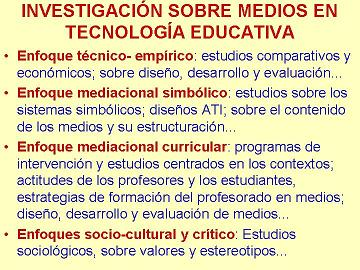 INVESTIGACIÓN SOBRE MEDIOS EN
TECNOLOGÍA EDUCATIVA
• Enfoque técnico- empírico: estudios comparativos y
económicos; sobre diseño, desarrollo y evaluación...
• Enfoque mediacional simbólico: estudios sobre los
sistemas simbólicos; diseños ATI; sobre el contenido
de los medios y su estructuración...
• Enfoque mediacional curricular: programas de
intervención y estudios centrados en los contextos;
actitudes de los profesores y los estudiantes,
estrategias de formación del profesorado en medios;
diseño, desarrollo y evaluación de medios...
• Enfoques socio-cultural y crítico: Estudios
sociológicos, sobre valores y estereotipos...